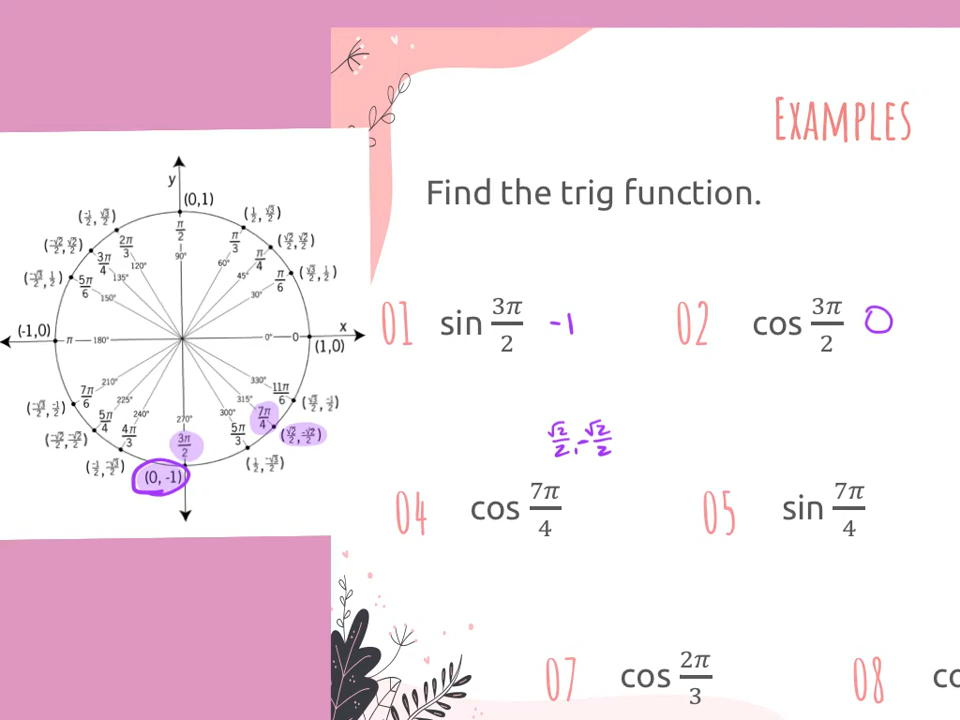 EXAMPLES
Find the trig function.
01 sin 3π/2 -1
02 cos 3π/2 0
√2/2, -√2/2
04 cos 7π/4
05 sin 7π/4
07 cos 2π/3
08 co
y
(0,1)
(-1/2, √3/2)
(1/2, √3/2)
(-√2/2, √2/2)
(√2/2, √2/2)
(-√3/2, 1/2)
(√3/2, 1/2)
π/2
90°
2π/3
120°
π/3
60°
3π/4
135°
π/4
45°
5π/6
150°
π/6
30°
(-1,0)
π 180°
0° 0
x
(1,0)
7π/6
210°
330°
11π/6
5π/4
225°
315°
7π/4
4π/3
240°
270°
3π/2
300°
5π/3
(-√3/2, -1/2)
(√3/2, -1/2)
(-√2/2, -√2/2)
(√2/2, -√2/2)
(-1/2, -√3/2)
(1/2, -√3/2)
(0, -1)